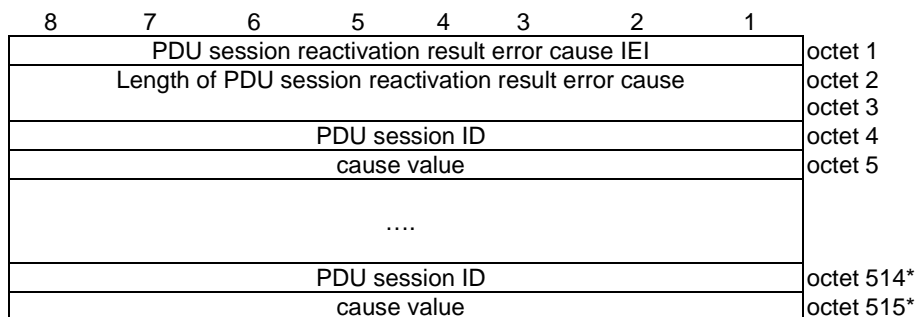 8 7 6 5 4 3 2 1
PDU session reactivation result error cause IEI octet 1
Length of PDU session reactivation result error cause octet 2
octet 3
PDU session ID octet 4
cause value octet 5
….
PDU session ID octet 514*
cause value octet 515*